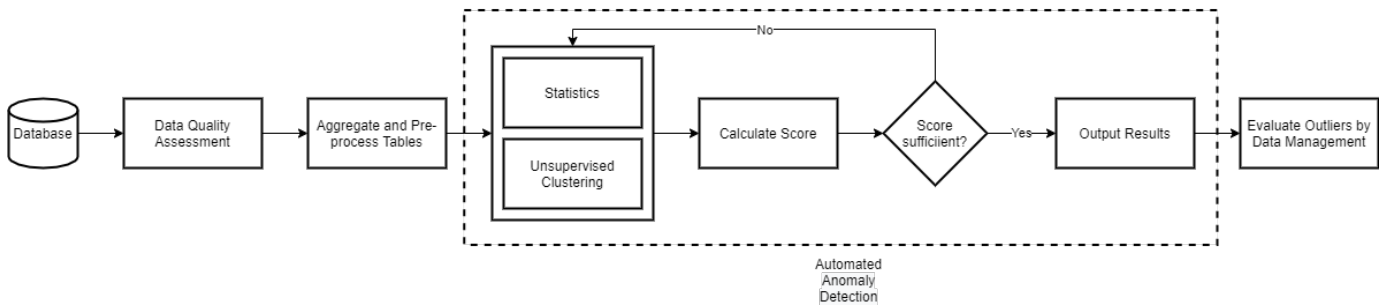 No
Statistics
Database
Data Quality
Assessment
Aggregate and Pre-
process Tables
Unsupervised
Clustering
Calculate Score
Score
sufficiient?
Yes
Output Results
Evaluate Outliers by
Data Management
Automated
Anomaly
Detection